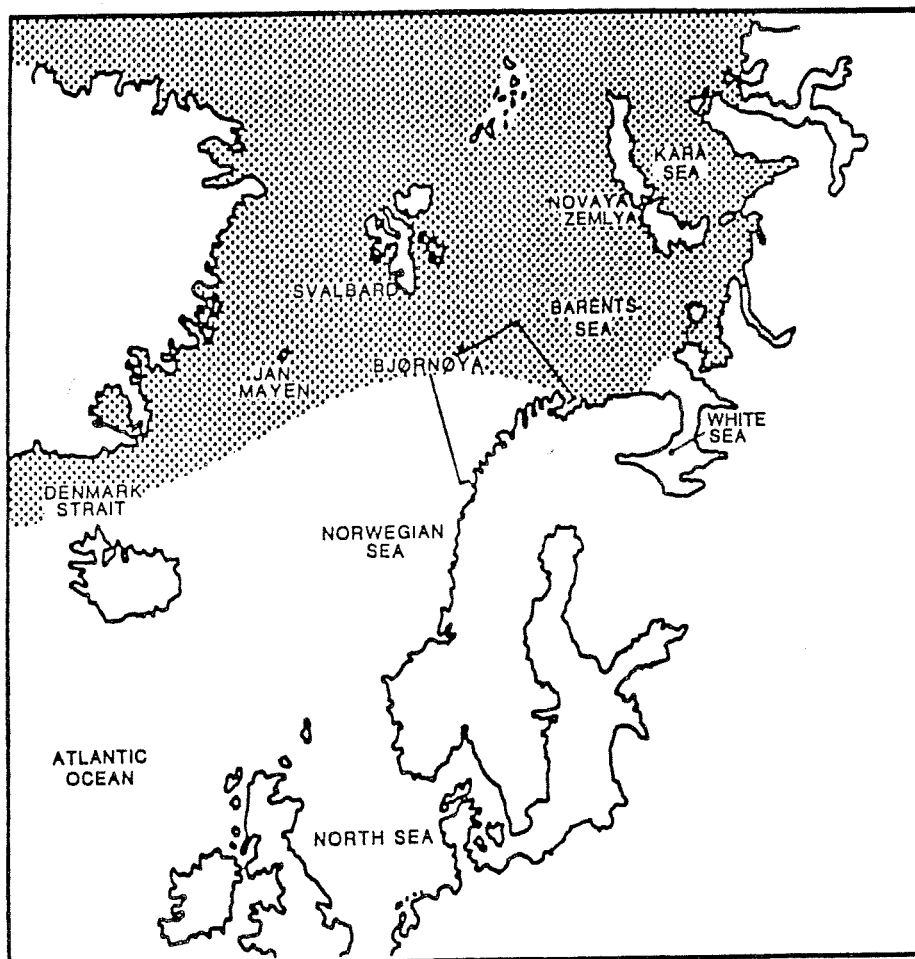 KARA
SEA
NOVAYA
ZEMLYA
SVALBARD
BARENTS
SEA
BJØRNØYA
JAN
MAYEN
WHITE
SEA
DENMARK
STRAIT
NORWEGIAN
SEA
ATLANTIC
OCEAN
NORTH SEA